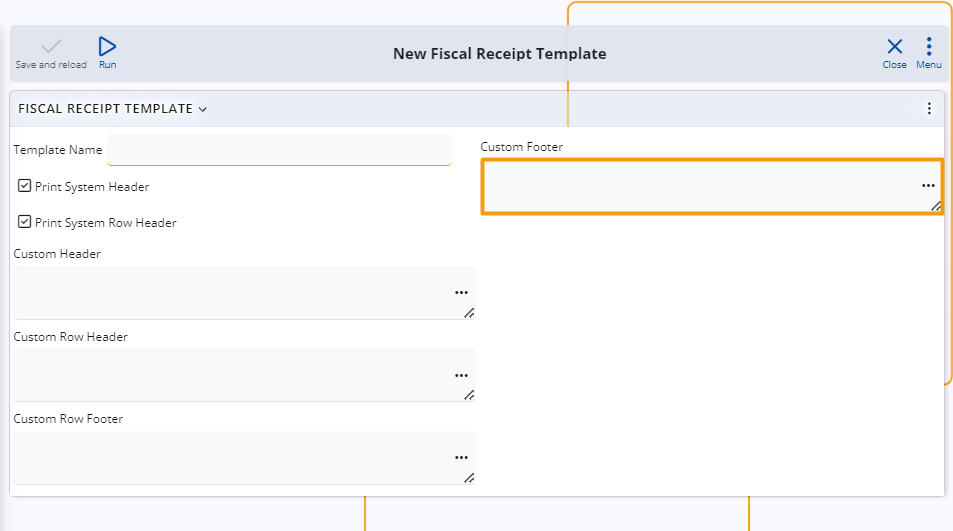 New Fiscal Receipt Template
Save and reload
Run
Close
Menu
FISCAL RECEIPT TEMPLATE
Template Name
Print System Header
Print System Row Header
Custom Header
Custom Row Header
Custom Row Footer
Custom Footer